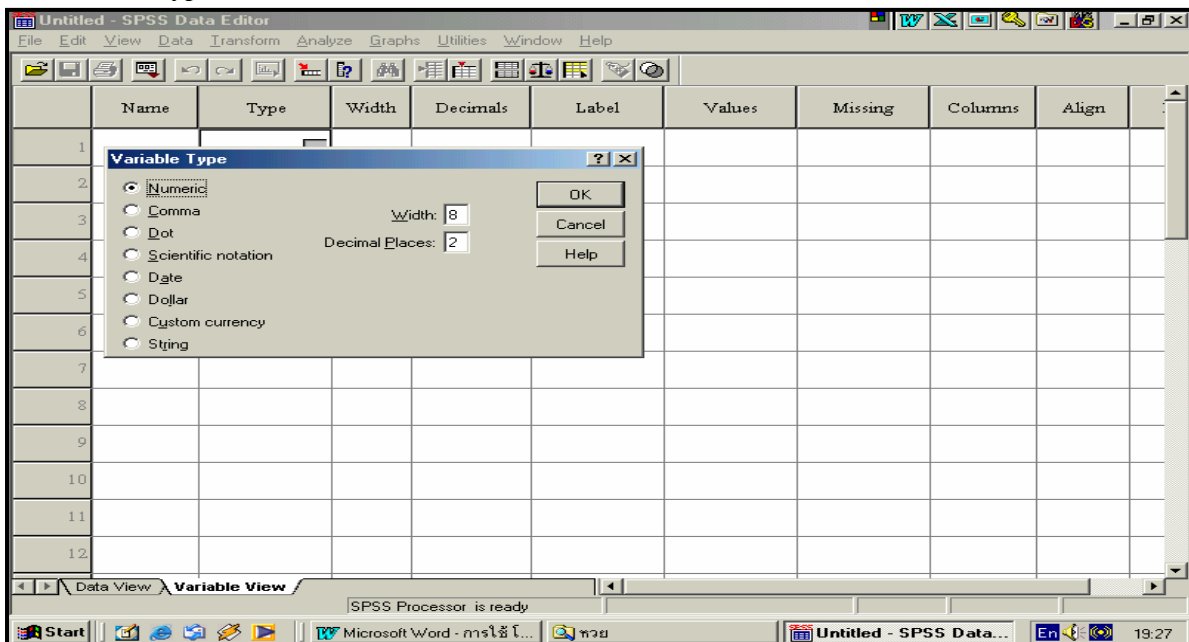 Untitled - SPSS Data Editor
File Edit View Data Transform Analyze Graphs Utilities Window Help
Name Type Width Decimals Label Values Missing Columns Align
1
Variable Type
2
Numeric
OK
3
Comma
Width: 8
Cancel
Dot
Decimal Places: 2
4
Scientific notation
Help
Date
5
Dollar
6
Custom currency
String
7
8
9
10
11
12
Data View Variable View
SPSS Processor is ready
Start Microsoft Word - การใช้ โ... หวย Untitled - SPSS Data... En 19:27